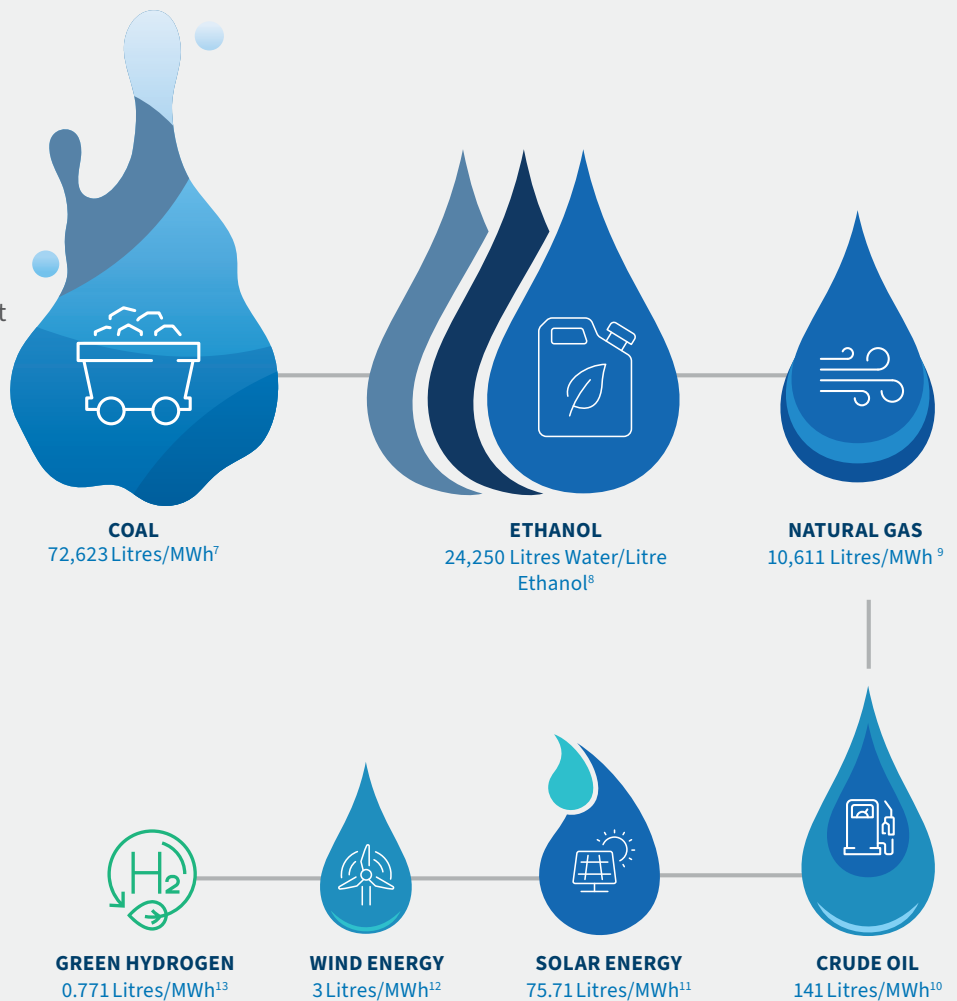 t
COAL
72,623 Litres/MWh⁷
ETHANOL
24,250 Litres Water/Litre
Ethanol⁸
NATURAL GAS
10,611 Litres/MWh ⁹
H₂
GREEN HYDROGEN
0.771 Litres/MWh¹³
WIND ENERGY
3 Litres/MWh¹²
SOLAR ENERGY
75.71 Litres/MWh¹¹
CRUDE OIL
141 Litres/MWh¹⁰